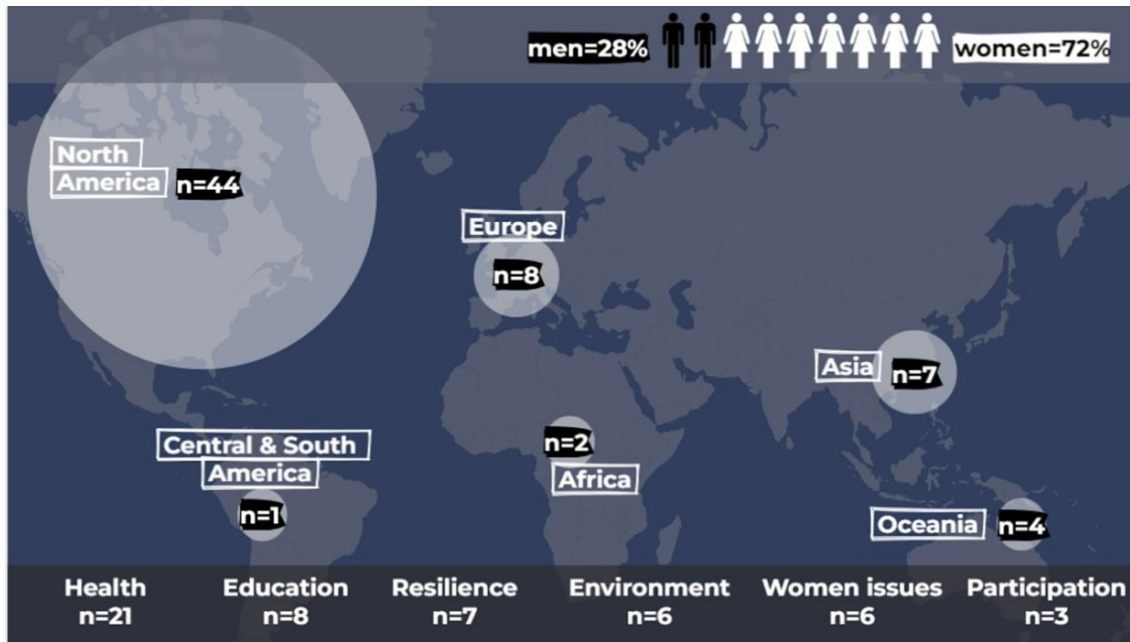 men=28%
women=72%
North
America
n=44
Europe
n=8
Asia
n=7
Central & South
America
n=1
n=2
Africa
Oceania
n=4
Health
n=21
Education
n=8
Resilience
n=7
Environment
n=6
Women issues
n=6
Participation
n=3